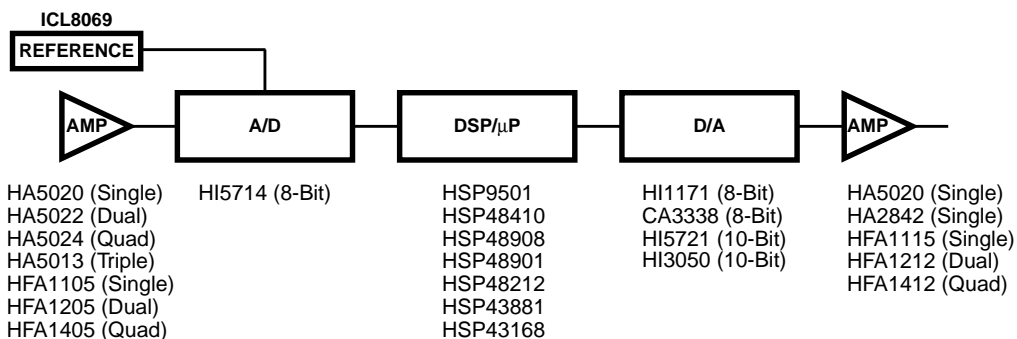 ICL8069
REFERENCE
AMP
A/D
DSP/μP
D/A
AMP
HA5020 (Single)
HA5022 (Dual)
HA5024 (Quad)
HA5013 (Triple)
HFA1105 (Single)
HFA1205 (Dual)
HFA1405 (Quad)
HI5714 (8-Bit)
HSP9501
HSP48410
HSP48908
HSP48901
HSP48212
HSP43881
HSP43168
HI1171 (8-Bit)
CA3338 (8-Bit)
HI5721 (10-Bit)
HI3050 (10-Bit)
HA5020 (Single)
HA2842 (Single)
HFA1115 (Single)
HFA1212 (Dual)
HFA1412 (Quad)